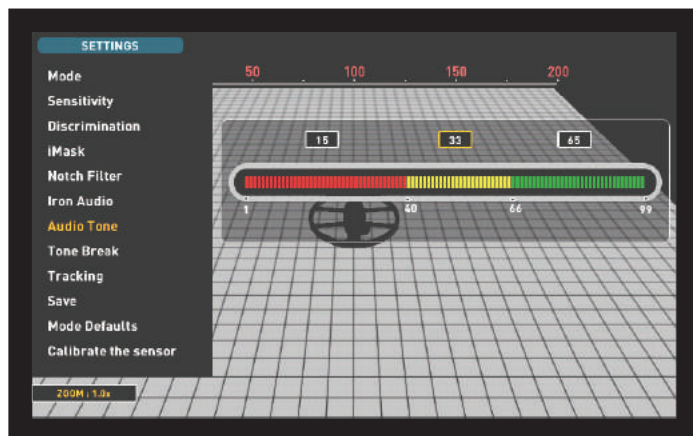 SETTINGS
Mode
Sensitivity
Discrimination
iMask
Notch Filter
Iron Audio
Audio Tone
Tone Break
Tracking
Save
Mode Defaults
Calibrate the sensor
ZOOM : 1.0x
50 100 150 200
15 33 65
1 40 66 99